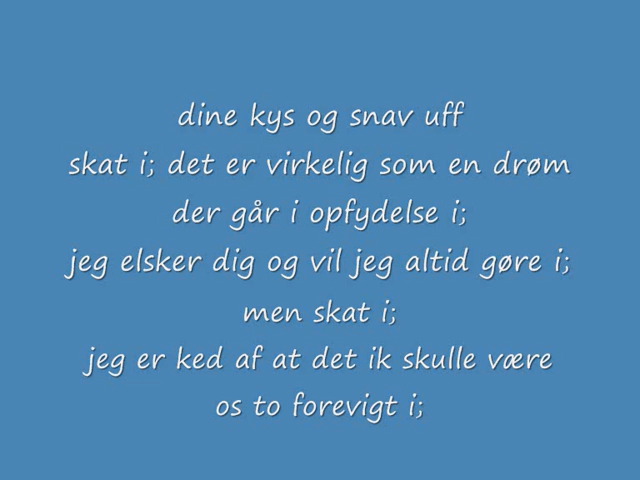 dine kys og snav uff
skat i; det er virkelig som en drøm
der går i opfydelse i;
jeg elsker dig og vil jeg altid gøre i;
men skat i;
jeg er ked af at det ik skulle være
os to forevigt i;